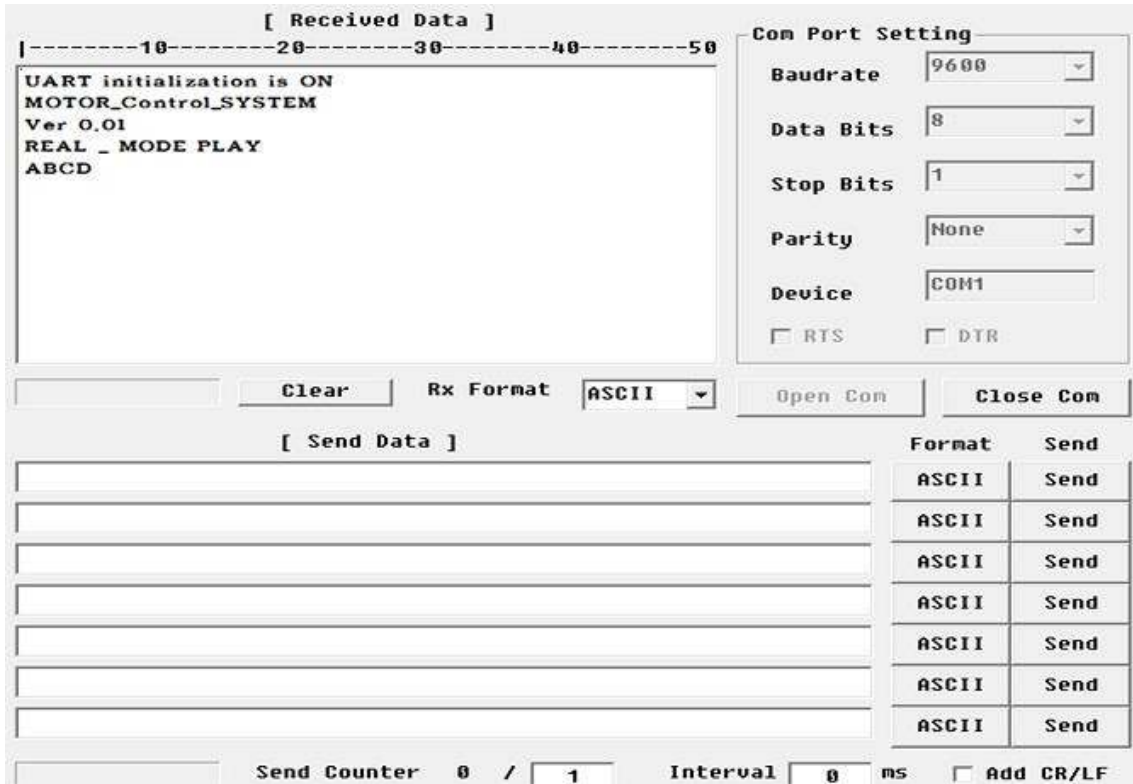 [ Received Data ]
|--------10--------20--------30--------40--------50
UART initialization is ON
MOTOR_Control_SYSTEM
Ver 0.01
REAL _ MODE PLAY
ABCD
Com Port Setting
Baudrate 9600
Data Bits 8
Stop Bits 1
Parity None
Device COM1
RTS DTR
Clear Rx Format ASCII Open Com Close Com
[ Send Data ] Format Send
ASCII Send
ASCII Send
ASCII Send
ASCII Send
ASCII Send
ASCII Send
ASCII Send
Send Counter 0 / 1 Interval 0 ms Add CR/LF